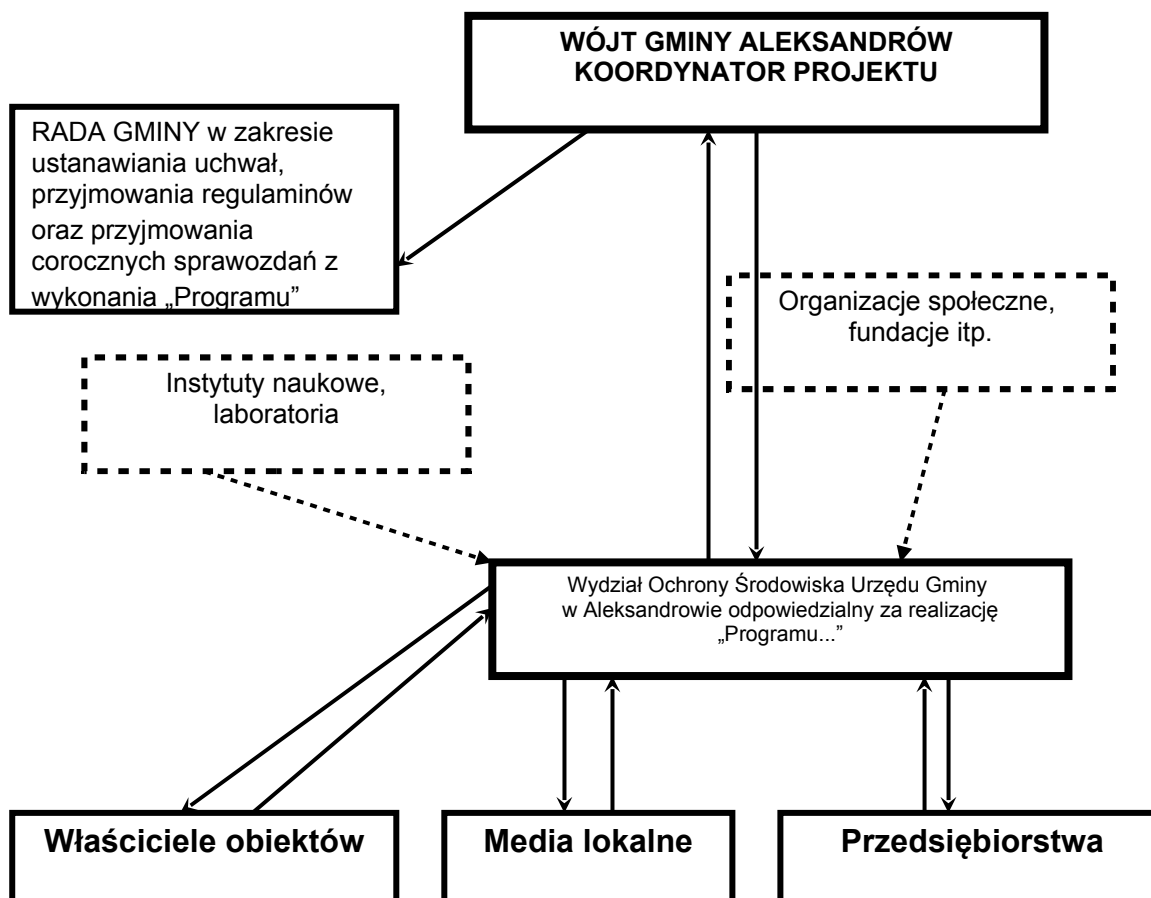 WÓJT GMINY ALEKSANDRÓW
KOORDYNATOR PROJEKTU
RADA GMINY w zakresie
ustanawiania uchwał,
przyjmowania regulaminów
oraz przyjmowania
corocznych sprawozdań z
wykonania „Programu”
Organizacje społeczne,
fundacje itp.
Instytuty naukowe,
laboratoria
Wydział Ochrony Środowiska Urzędu Gminy
w Aleksandrowie odpowiedzialny za realizację
„Programu...”
Właściciele obiektów
Media lokalne
Przedsiębiorstwa